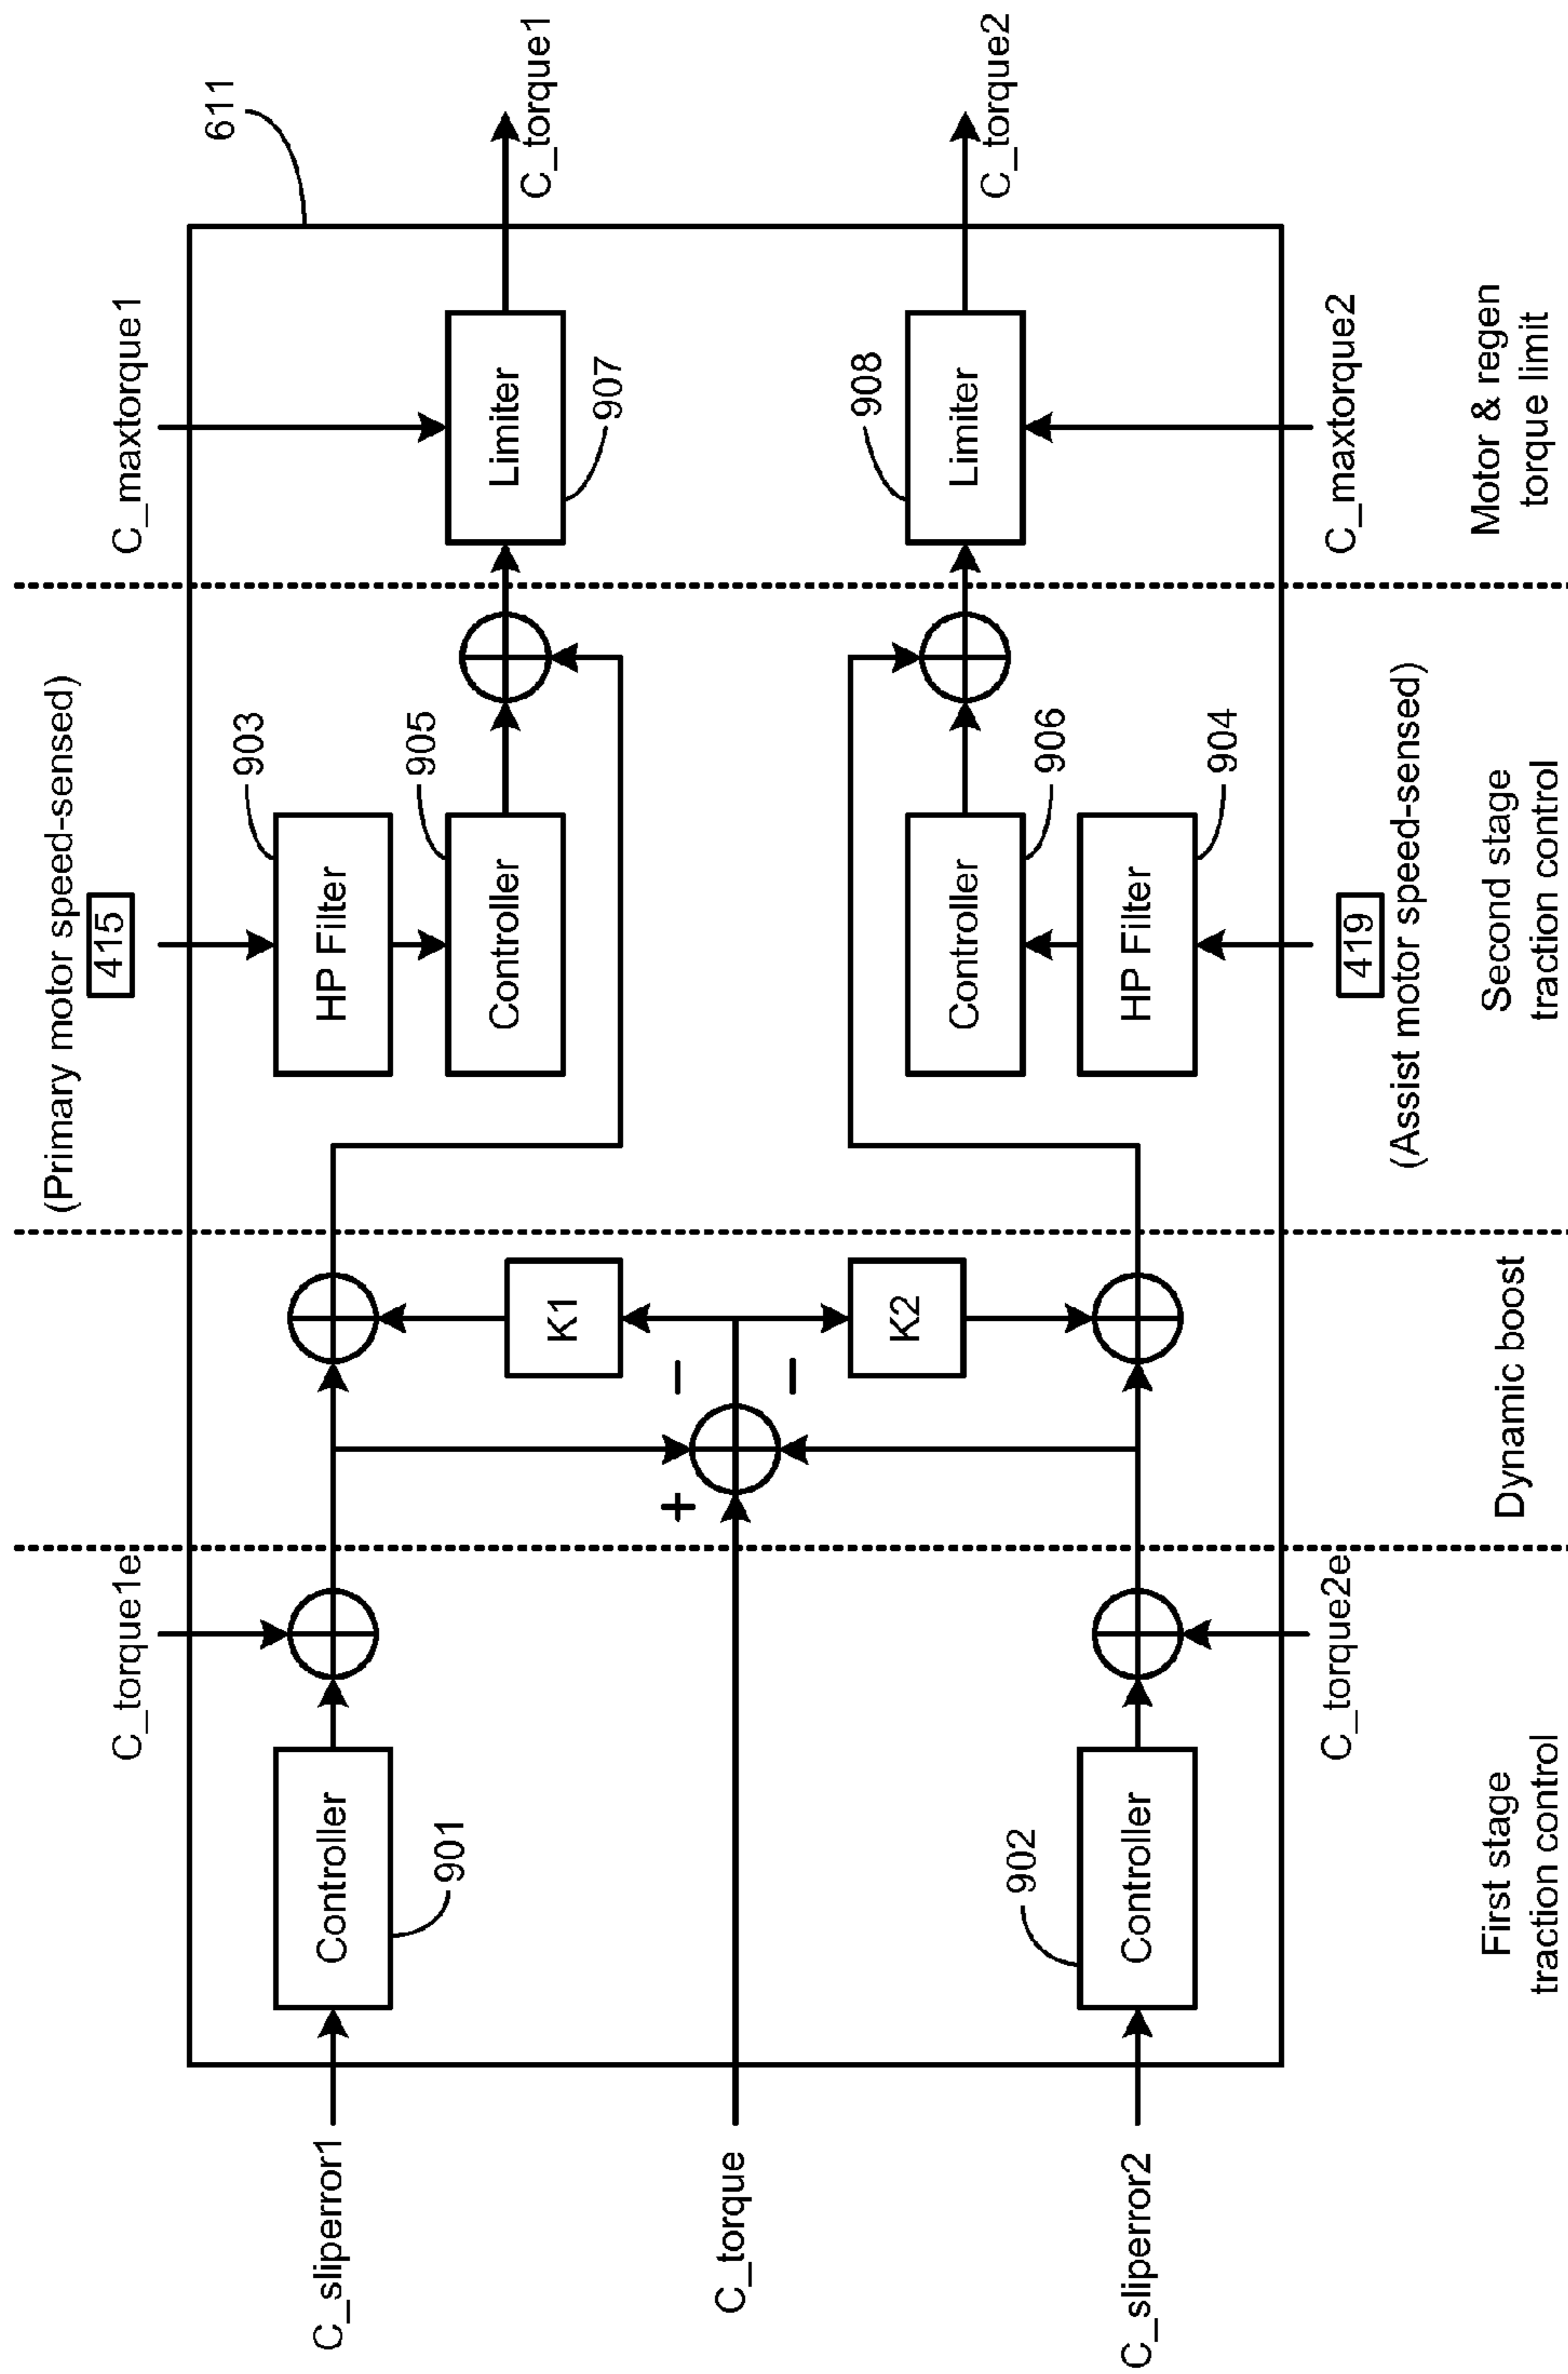 611
C_maxtorque1
(Primary motor speed-sensed)
415
C_torque1e
C_sliperror1
Controller
901
HP Filter
903
Controller
905
Limiter
907
C_torque1
K1
C_torque
+
−
−
K2
Controller
906
Limiter
908
C_torque2
C_sliperror2
Controller
902
HP Filter
904
C_torque2e
419
(Assist motor speed-sensed)
C_maxtorque2
First stage
traction control
Dynamic boost
Second stage
traction control
Motor & regen
torque limit